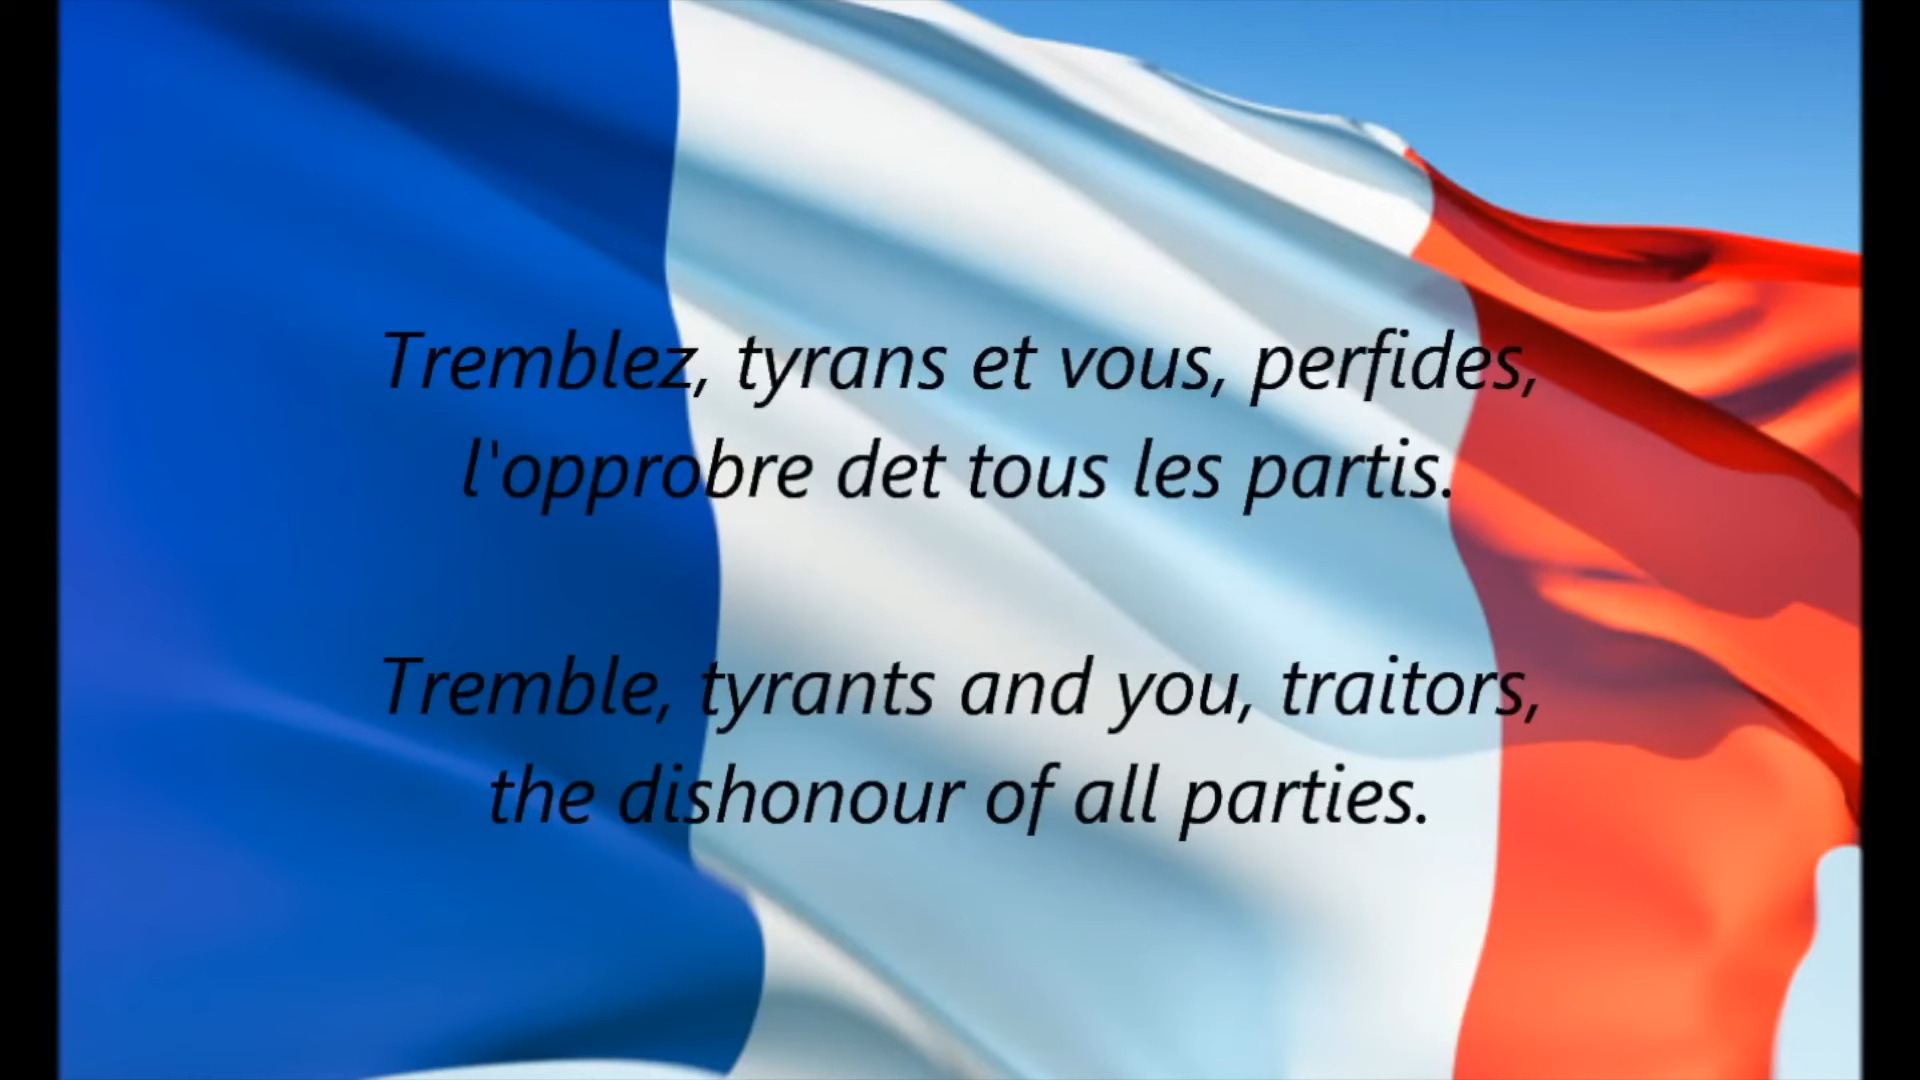 Tremblez, tyrans et vous, perfides,
l'opprobre det tous les partis.
Tremble, tyrants and you, traitors,
the dishonour of all parties.